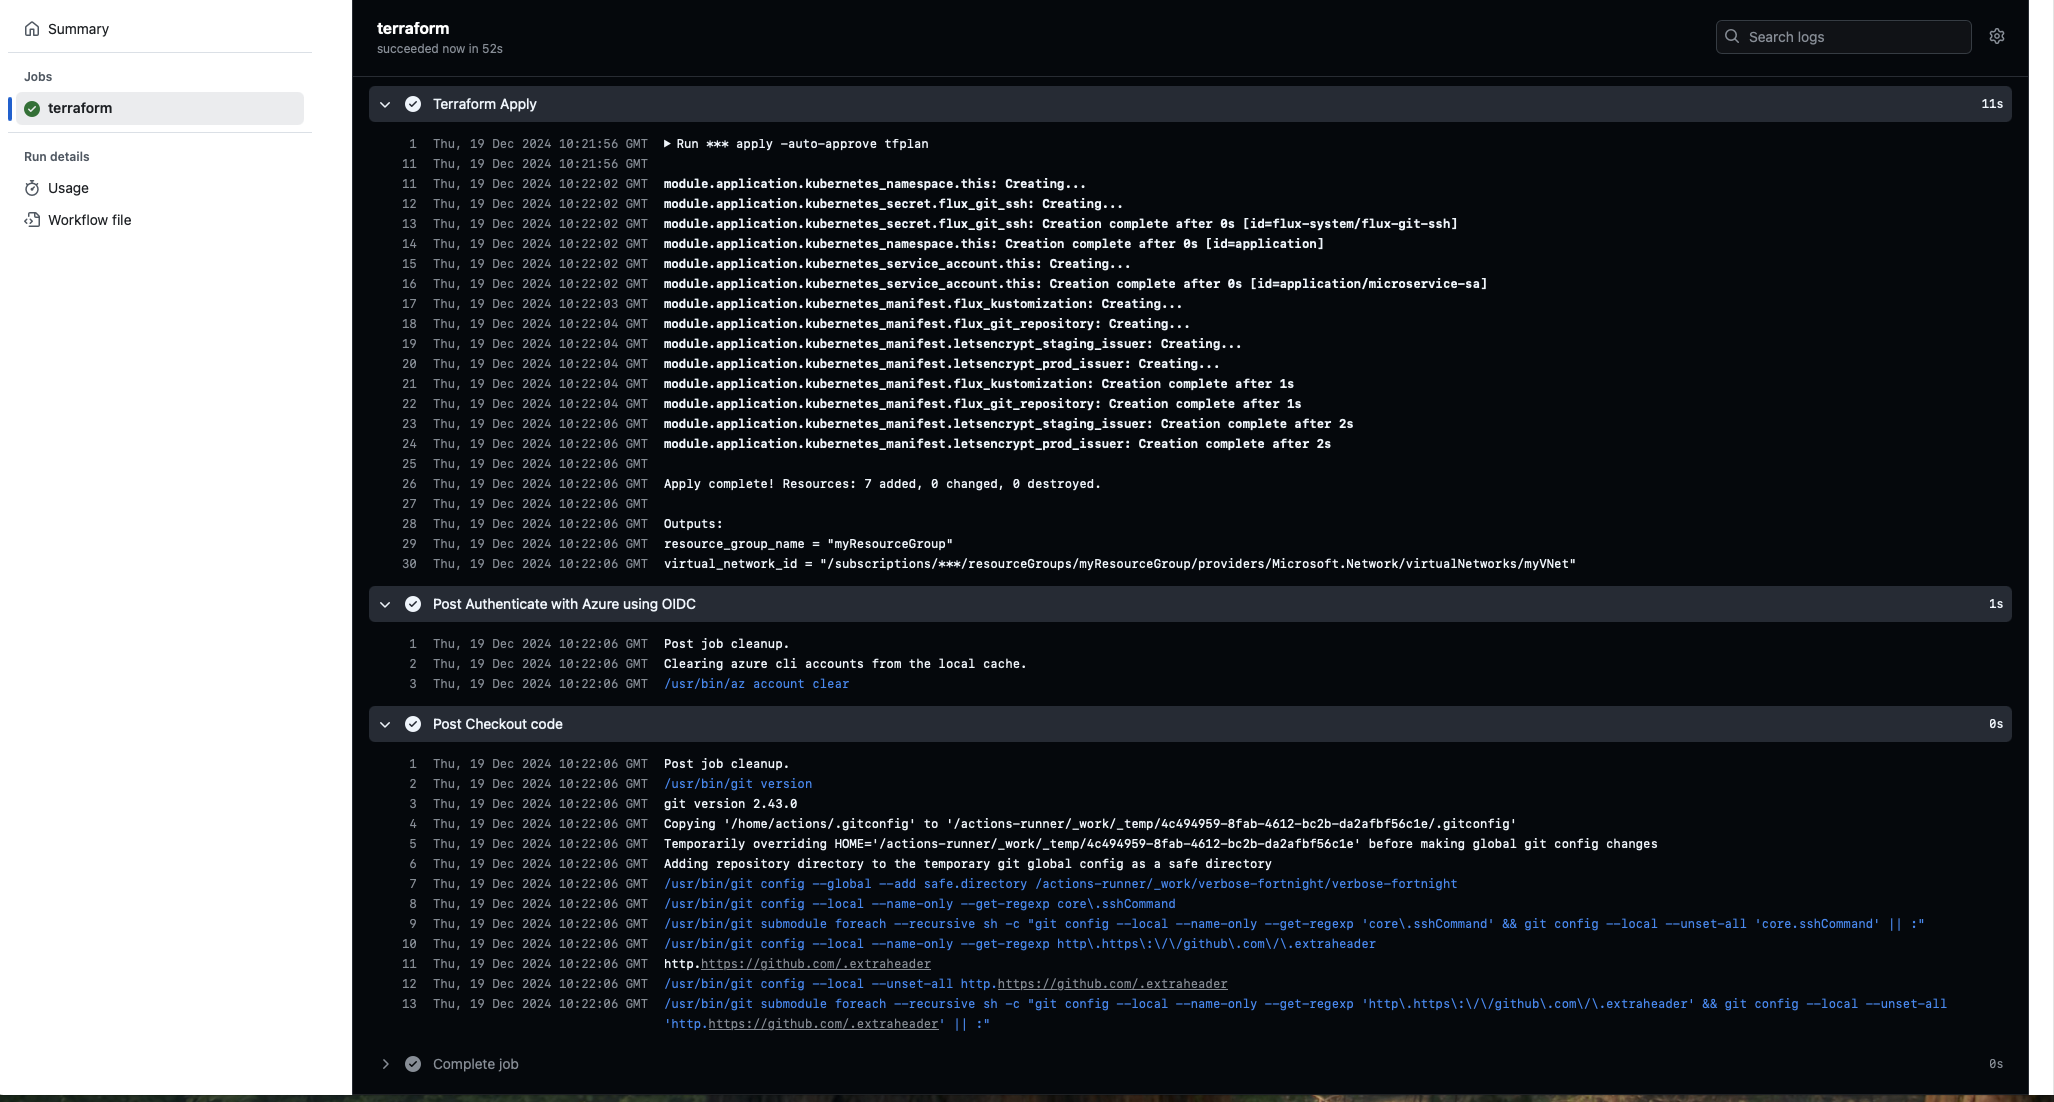 Summary
Jobs
terraform
Run details
Usage
Workflow file
terraform
succeeded now in 52s
Search logs
Terraform Apply 11s
1 Thu, 19 Dec 2024 10:21:56 GMT ▶ Run *** apply -auto-approve tfplan
11 Thu, 19 Dec 2024 10:21:56 GMT
11 Thu, 19 Dec 2024 10:22:02 GMT module.application.kubernetes_namespace.this: Creating...
12 Thu, 19 Dec 2024 10:22:02 GMT module.application.kubernetes_secret.flux_git_ssh: Creating...
13 Thu, 19 Dec 2024 10:22:02 GMT module.application.kubernetes_secret.flux_git_ssh: Creation complete after 0s [id=flux-system/flux-git-ssh]
14 Thu, 19 Dec 2024 10:22:02 GMT module.application.kubernetes_namespace.this: Creation complete after 0s [id=application]
15 Thu, 19 Dec 2024 10:22:02 GMT module.application.kubernetes_service_account.this: Creating...
16 Thu, 19 Dec 2024 10:22:02 GMT module.application.kubernetes_service_account.this: Creation complete after 0s [id=application/microservice-sa]
17 Thu, 19 Dec 2024 10:22:03 GMT module.application.kubernetes_manifest.flux_kustomization: Creating...
18 Thu, 19 Dec 2024 10:22:04 GMT module.application.kubernetes_manifest.flux_git_repository: Creating...
19 Thu, 19 Dec 2024 10:22:04 GMT module.application.kubernetes_manifest.letsencrypt_staging_issuer: Creating...
20 Thu, 19 Dec 2024 10:22:04 GMT module.application.kubernetes_manifest.letsencrypt_prod_issuer: Creating...
21 Thu, 19 Dec 2024 10:22:04 GMT module.application.kubernetes_manifest.flux_kustomization: Creation complete after 1s
22 Thu, 19 Dec 2024 10:22:04 GMT module.application.kubernetes_manifest.flux_git_repository: Creation complete after 1s
23 Thu, 19 Dec 2024 10:22:06 GMT module.application.kubernetes_manifest.letsencrypt_staging_issuer: Creation complete after 2s
24 Thu, 19 Dec 2024 10:22:06 GMT module.application.kubernetes_manifest.letsencrypt_prod_issuer: Creation complete after 2s
25 Thu, 19 Dec 2024 10:22:06 GMT
26 Thu, 19 Dec 2024 10:22:06 GMT Apply complete! Resources: 7 added, 0 changed, 0 destroyed.
27 Thu, 19 Dec 2024 10:22:06 GMT
28 Thu, 19 Dec 2024 10:22:06 GMT Outputs:
29 Thu, 19 Dec 2024 10:22:06 GMT resource_group_name = "myResourceGroup"
30 Thu, 19 Dec 2024 10:22:06 GMT virtual_network_id = "/subscriptions/***/resourceGroups/myResourceGroup/providers/Microsoft.Network/virtualNetworks/myVNet"
Post Authenticate with Azure using OIDC 1s
1 Thu, 19 Dec 2024 10:22:06 GMT Post job cleanup.
2 Thu, 19 Dec 2024 10:22:06 GMT Clearing azure cli accounts from the local cache.
3 Thu, 19 Dec 2024 10:22:06 GMT /usr/bin/az account clear
Post Checkout code 0s
1 Thu, 19 Dec 2024 10:22:06 GMT Post job cleanup.
2 Thu, 19 Dec 2024 10:22:06 GMT /usr/bin/git version
3 Thu, 19 Dec 2024 10:22:06 GMT git version 2.43.0
4 Thu, 19 Dec 2024 10:22:06 GMT Copying '/home/actions/.gitconfig' to '/actions-runner/_work/_temp/4c494959-8fab-4612-bc2b-da2afbf56c1e/.gitconfig'
5 Thu, 19 Dec 2024 10:22:06 GMT Temporarily overriding HOME='/actions-runner/_work/_temp/4c494959-8fab-4612-bc2b-da2afbf56c1e' before making global git config changes
6 Thu, 19 Dec 2024 10:22:06 GMT Adding repository directory to the temporary git global config as a safe directory
7 Thu, 19 Dec 2024 10:22:06 GMT /usr/bin/git config --global --add safe.directory /actions-runner/_work/verbose-fortnight/verbose-fortnight
8 Thu, 19 Dec 2024 10:22:06 GMT /usr/bin/git config --local --name-only --get-regexp core\.sshCommand
9 Thu, 19 Dec 2024 10:22:06 GMT /usr/bin/git submodule foreach --recursive sh -c "git config --local --name-only --get-regexp 'core\.sshCommand' && git config --local --unset-all 'core.sshCommand' || :"
10 Thu, 19 Dec 2024 10:22:06 GMT /usr/bin/git config --local --name-only --get-regexp http\.https\:\/\/github\.com\/\.extraheader
11 Thu, 19 Dec 2024 10:22:06 GMT http.https://github.com/.extraheader
12 Thu, 19 Dec 2024 10:22:06 GMT /usr/bin/git config --local --unset-all http.https://github.com/.extraheader
13 Thu, 19 Dec 2024 10:22:06 GMT /usr/bin/git submodule foreach --recursive sh -c "git config --local --name-only --get-regexp 'http\.https\:\/\/github\.com\/\.extraheader' && git config --local --unset-all
'http.https://github.com/.extraheader' || :"
Complete job 0s